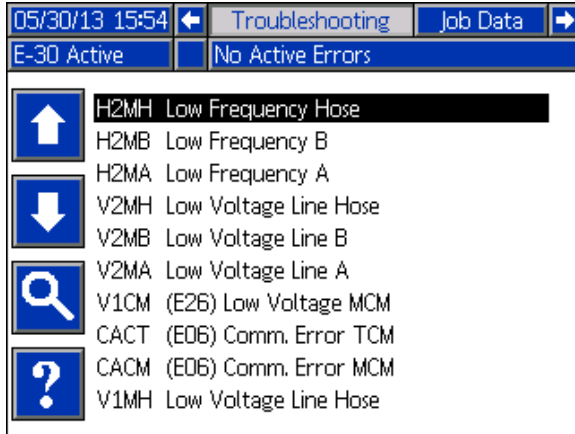 05/30/13 15:54 Troubleshooting Job Data
E-30 Active No Active Errors
H2MH Low Frequency Hose
H2MB Low Frequency B
H2MA Low Frequency A
V2MH Low Voltage Line Hose
V2MB Low Voltage Line B
V2MA Low Voltage Line A
V1CM (E26) Low Voltage MCM
CACT (E06) Comm. Error TCM
CACM (E06) Comm. Error MCM
V1MH Low Voltage Line Hose
?